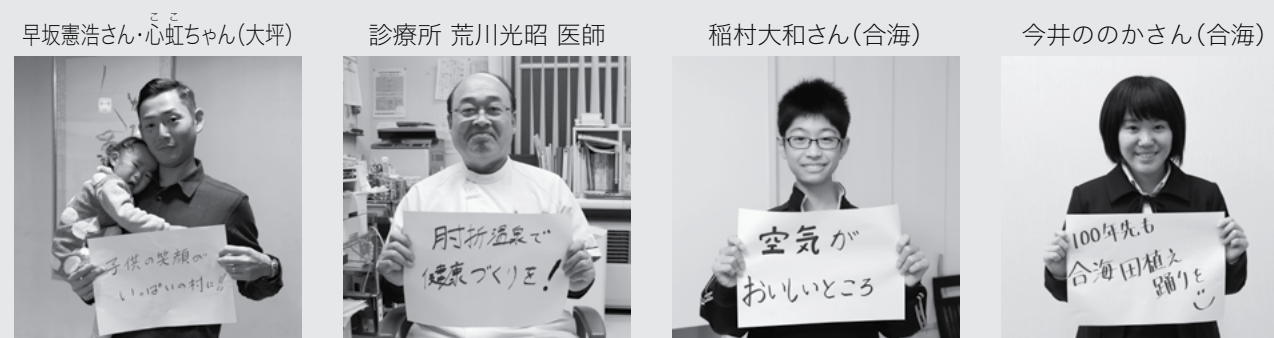 ここ
早坂憲浩さん・心虹ちゃん(大坪)
子供の笑顔が
いっぱいの村に!!
診療所 荒川光昭 医師
肘折温泉で
健康づくりを!
稲村大和さん(合海)
空気が
おいしいところ
今井ののかさん(合海)
100年先も
合海田植え
踊りを